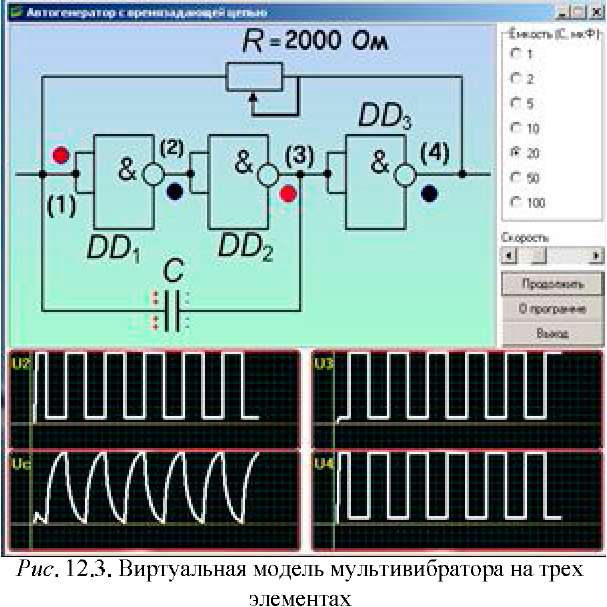 Автогенератор с времязадающей цепью
R = 2000 Ом
Емкость (C, мкФ)
1
2
5
10
20
50
100
DD3
& (2) & (3) & (4)
(1)
DD1 DD2
C
Скорость
Продолжить
О программе
Выход
U2 U3
Uc U4
Рис. 12.3. Виртуальная модель мультивибратора на трех
элементах